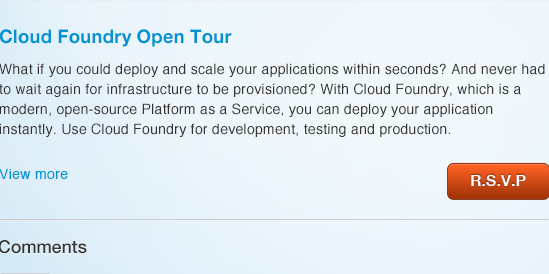 Cloud Foundry Open Tour
What if you could deploy and scale your applications within seconds? And never had
to wait again for infrastructure to be provisioned? With Cloud Foundry, which is a
modern, open-source Platform as a Service, you can deploy your application
instantly. Use Cloud Foundry for development, testing and production.
View more
R.S.V.P
Comments